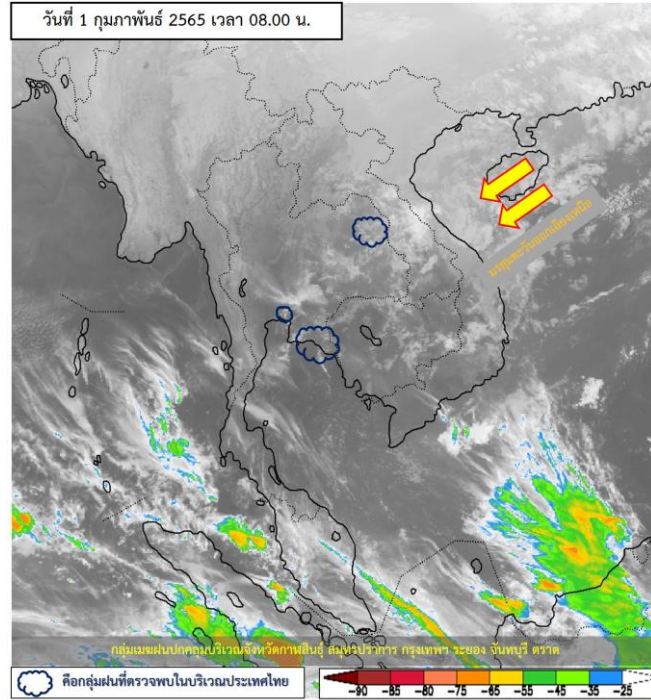 วันที่ 1 กุมภาพันธ์ 2565 เวลา 08.00 น.
มรสุมตะวันออกเฉียงเหนือ
กลุ่มเมฆฝนปกคลุมบริเวณจังหวัดกาฬสินธุ์ สมุทรปราการ กรุงเทพฯ ระยอง จันทบุรี ตราด
คือกลุ่มฝนที่ตรวจพบในบริเวณประเทศไทย
-90 -85 -80 -75 -65 -55 -45 -35 -25